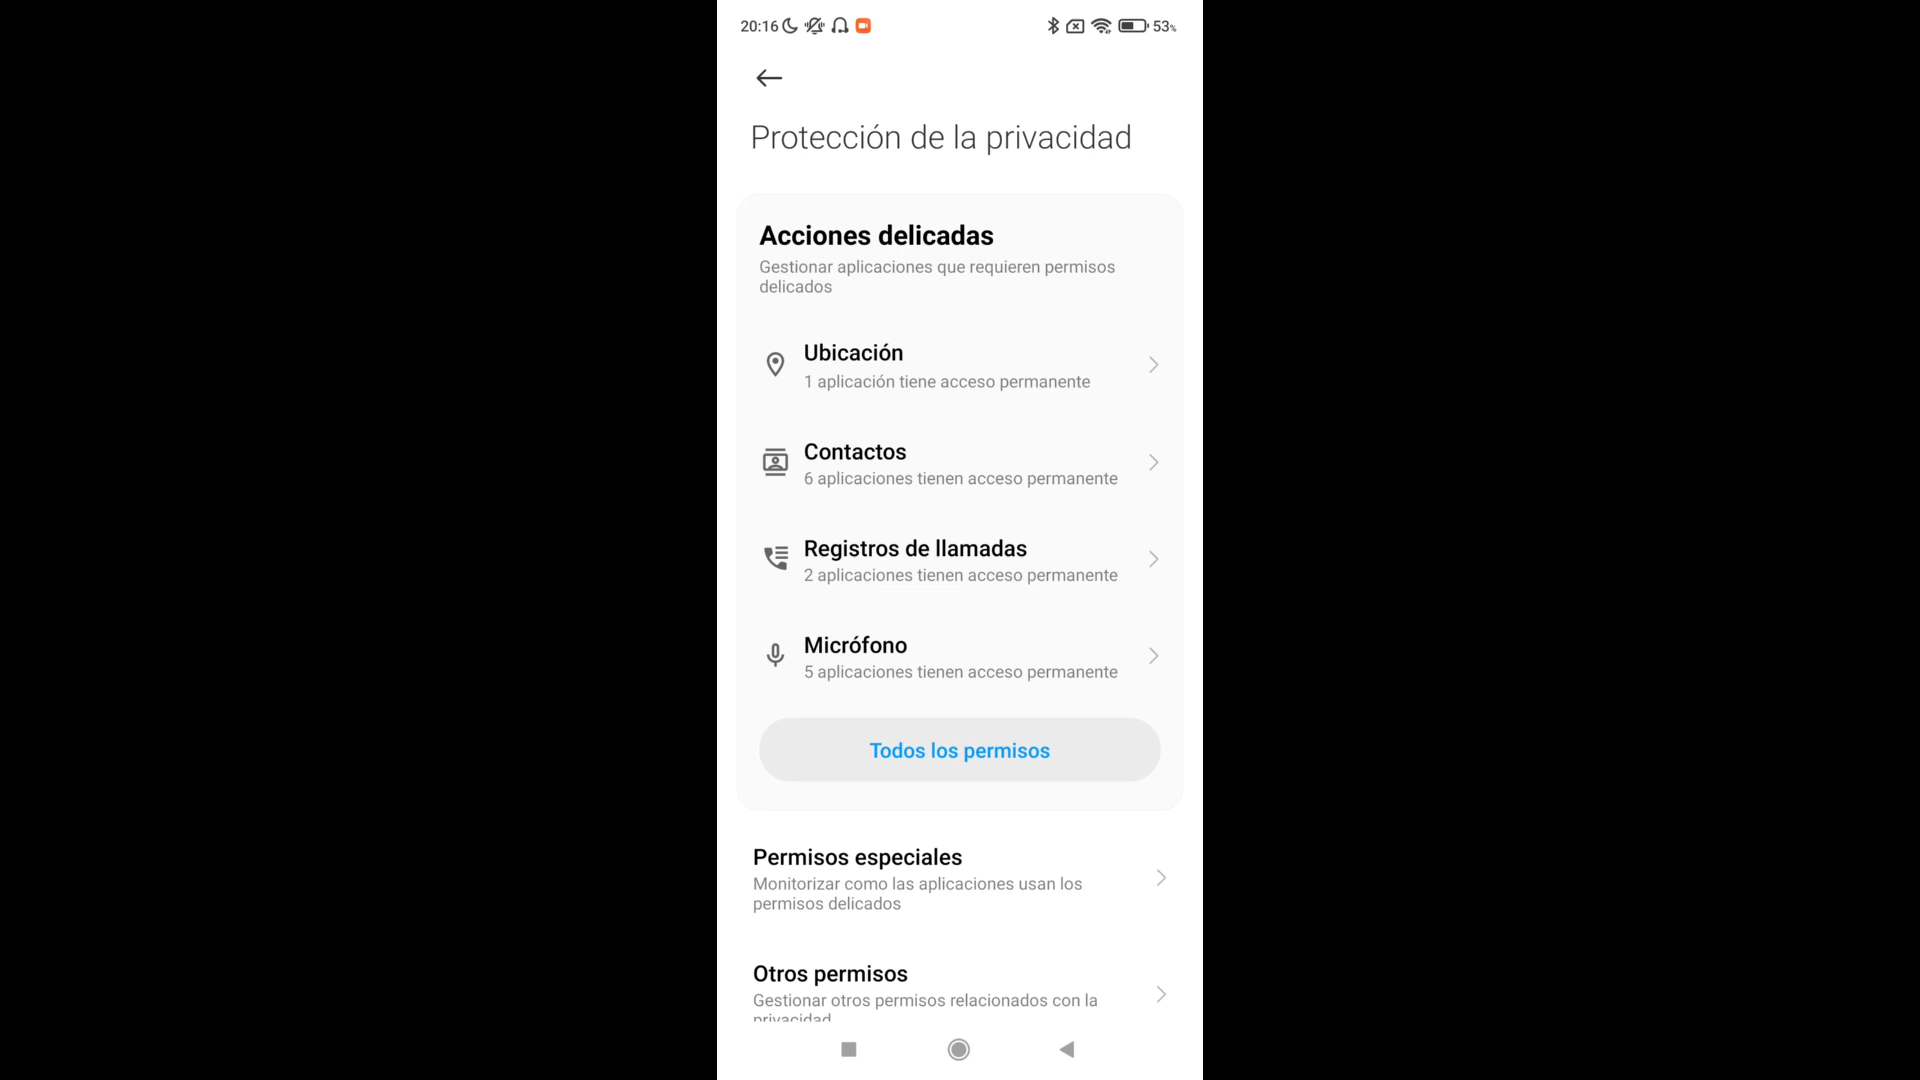 20:16
53%
Protección de la privacidad
Acciones delicadas
Gestionar aplicaciones que requieren permisos
delicados
Ubicación
1 aplicación tiene acceso permanente
Contactos
6 aplicaciones tienen acceso permanente
Registros de llamadas
2 aplicaciones tienen acceso permanente
Micrófono
5 aplicaciones tienen acceso permanente
Todos los permisos
Permisos especiales
Monitorizar como las aplicaciones usan los
permisos delicados
Otros permisos
Gestionar otros permisos relacionados con la
privacidad